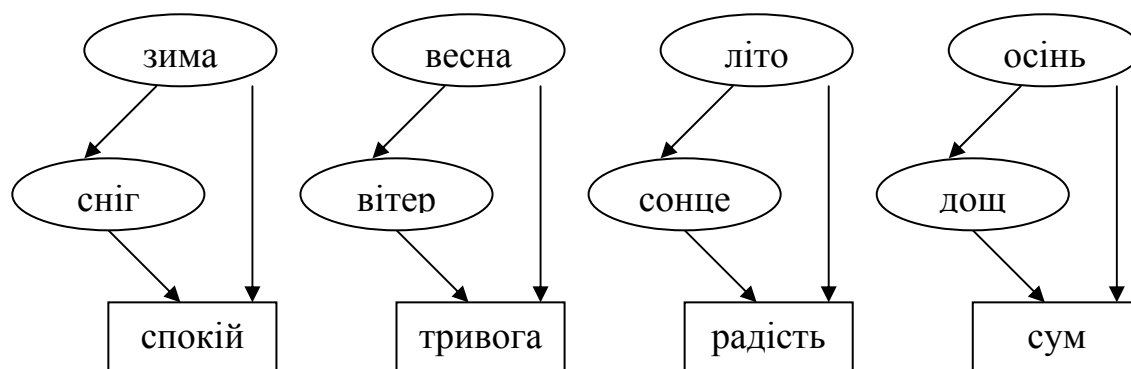 зима весна літо осінь
сніг вітер сонце дощ
спокій тривога радість сум